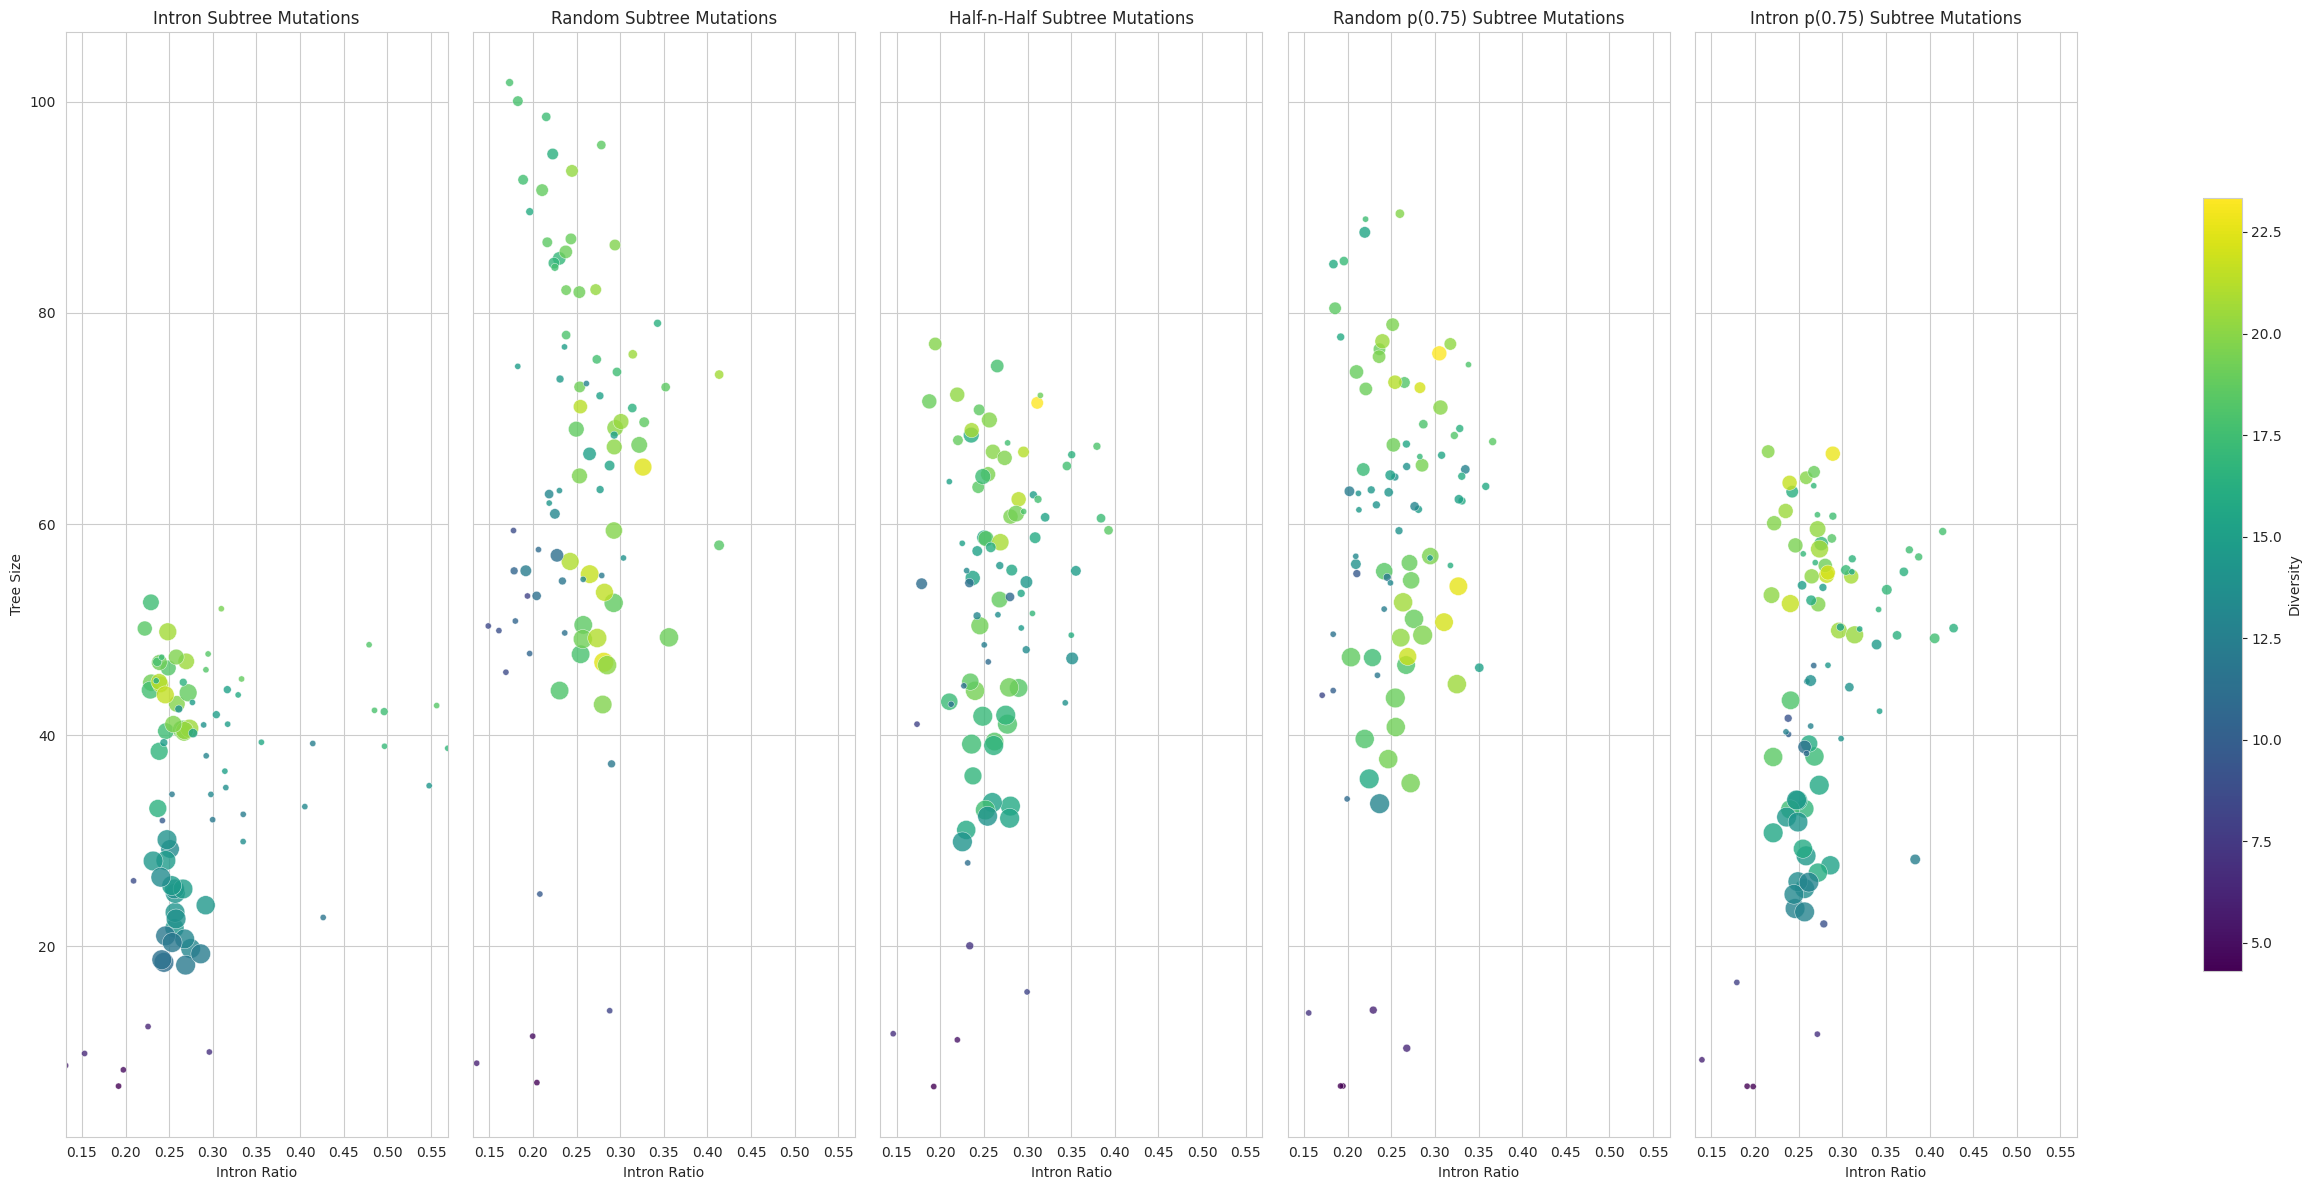 Intron Subtree Mutations
Random Subtree Mutations
Half-n-Half Subtree Mutations
Random p(0.75) Subtree Mutations
Intron p(0.75) Subtree Mutations
Tree Size
100
80
60
40
20
0.15 0.20 0.25 0.30 0.35 0.40 0.45 0.50 0.55
Intron Ratio
0.15 0.20 0.25 0.30 0.35 0.40 0.45 0.50 0.55
Intron Ratio
0.15 0.20 0.25 0.30 0.35 0.40 0.45 0.50 0.55
Intron Ratio
0.15 0.20 0.25 0.30 0.35 0.40 0.45 0.50 0.55
Intron Ratio
0.15 0.20 0.25 0.30 0.35 0.40 0.45 0.50 0.55
Intron Ratio
22.5
20.0
17.5
15.0
12.5
10.0
7.5
5.0
Diversity